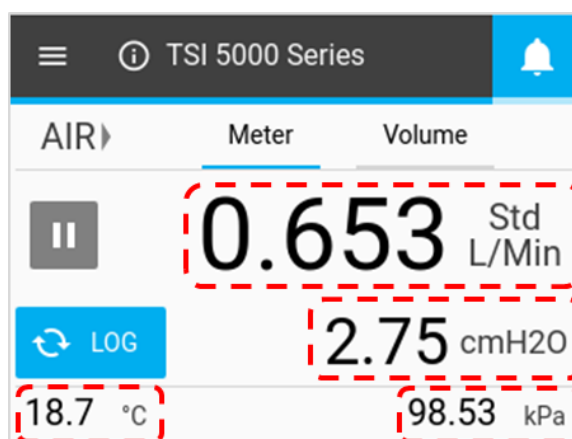 TSI 5000 Series
AIR Meter Volume
0.653 Std L/Min
LOG 2.75 cmH2O
18.7 °C 98.53 kPa